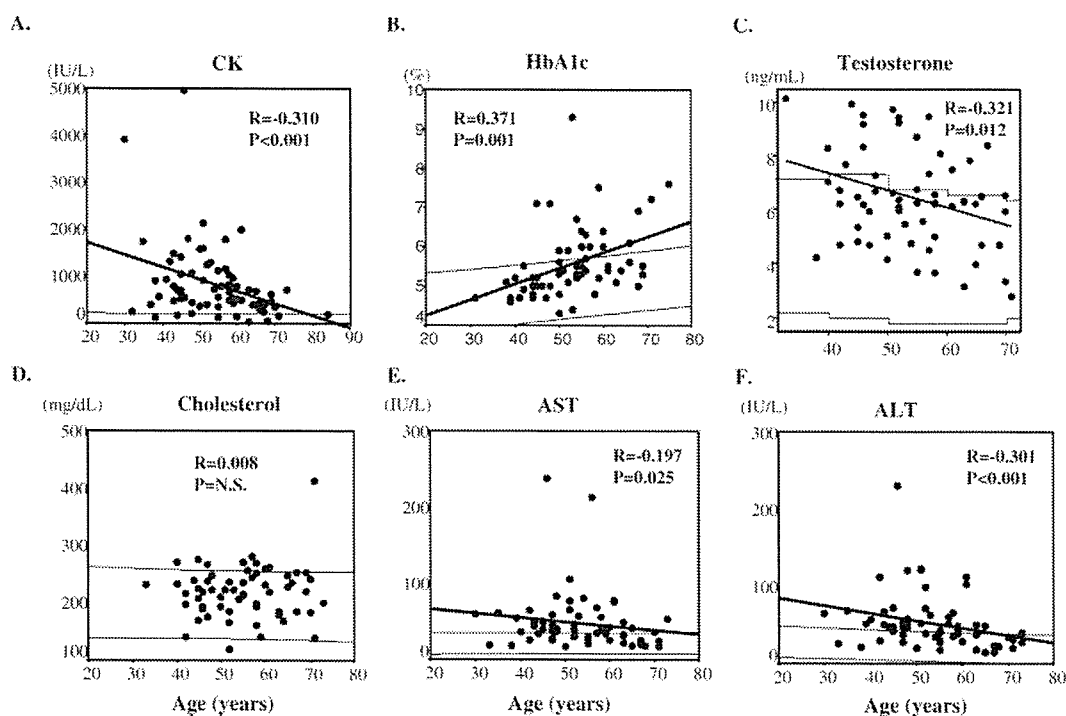 A.
CK
(IU/L)
5000
4000
3000
2000
1000
0
R=-0.310
P<0.001
20 30 40 50 60 70 80 90
B.
HbA1c
(%)
10
9
8
7
6
5
4
R=0.371
P=0.001
20 30 40 50 60 70 80
C.
Testosterone
(ng/mL)
10
8
6
4
2
R=-0.321
P=0.012
40 50 60 70
D.
Cholesterol
(mg/dL)
500
400
300
200
100
R=0.008
P=N.S.
20 30 40 50 60 70 80
Age (years)
E.
AST
(IU/L)
300
200
100
0
R=-0.197
P=0.025
20 30 40 50 60 70 80
Age (years)
F.
ALT
(IU/L)
300
200
100
0
R=-0.301
P<0.001
20 30 40 50 60 70 80
Age (years)